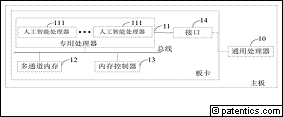 111 111 11 14
人工智能处理器 ●●● 人工智能处理器 接口 10
专用处理器 通用处理器
总线
12 13
多通道内存 内存控制器
板卡
主板
© patentics.com